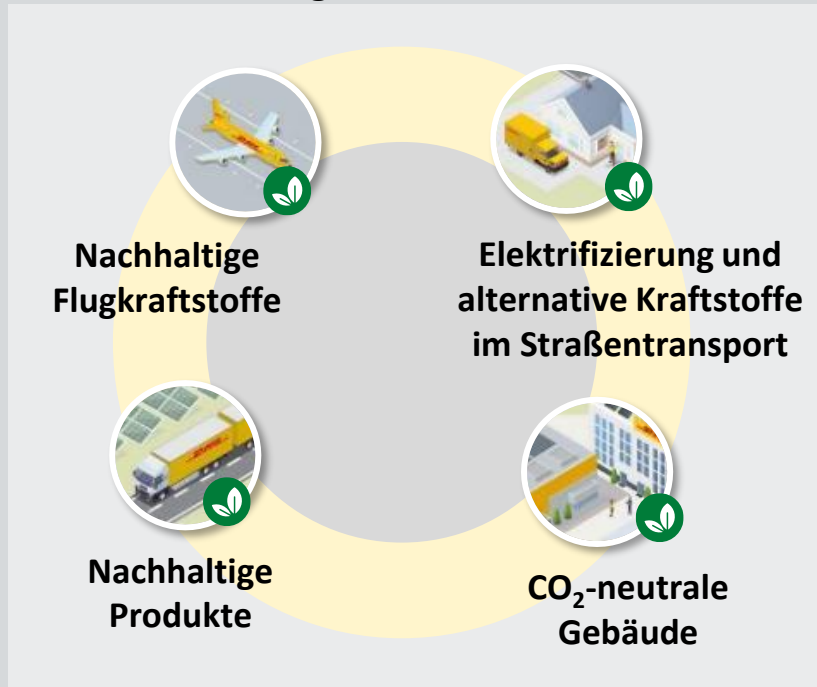 Nachhaltige
Flugkraftstoffe
Elektrifizierung und
alternative Kraftstoffe
im Straßentransport
Nachhaltige
Produkte
CO₂-neutrale
Gebäude